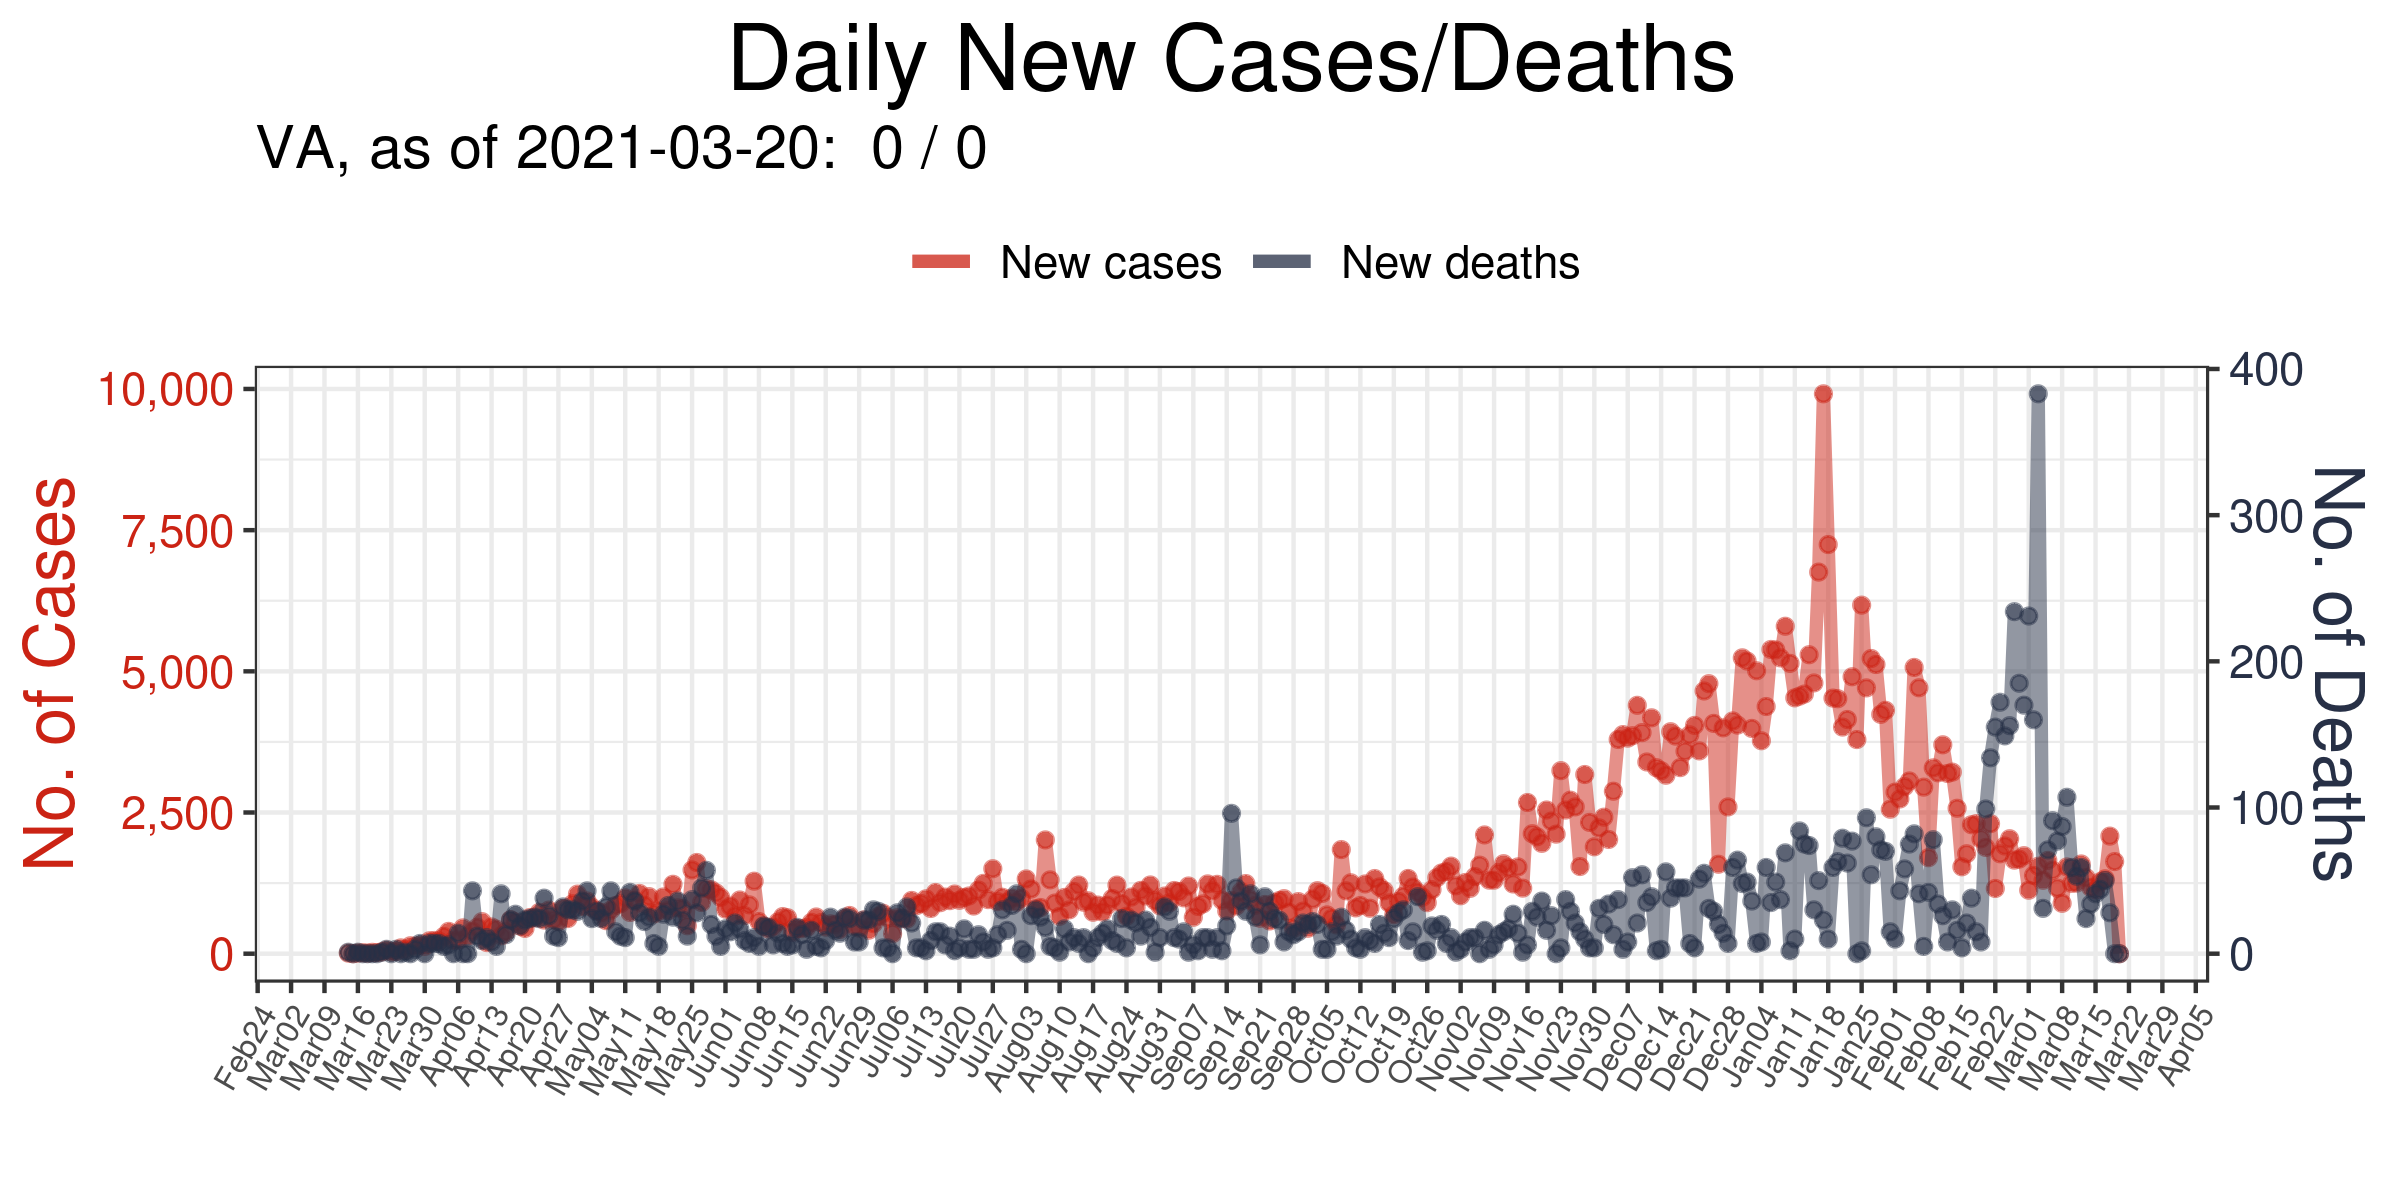 Daily New Cases/Deaths
VA, as of 2021-03-20:  0 / 0
New cases
New deaths
No. of Cases
10,000
7,500
5,000
2,500
0
400
300
200
100
0
No. of Deaths
Feb24
Mar02
Mar09
Mar16
Mar23
Mar30
Apr06
Apr13
Apr20
Apr27
May04
May11
May18
May25
Jun01
Jun08
Jun15
Jun22
Jun29
Jul06
Jul13
Jul20
Jul27
Aug03
Aug10
Aug17
Aug24
Aug31
Sep07
Sep14
Sep21
Sep28
Oct05
Oct12
Oct19
Oct26
Nov02
Nov09
Nov16
Nov23
Nov30
Dec07
Dec14
Dec21
Dec28
Dec04
Jan11
Jan18
Jan25
Feb01
Feb08
Feb15
Feb22
Mar01
Mar08
Mar15
Mar22
Mar29
Apr05